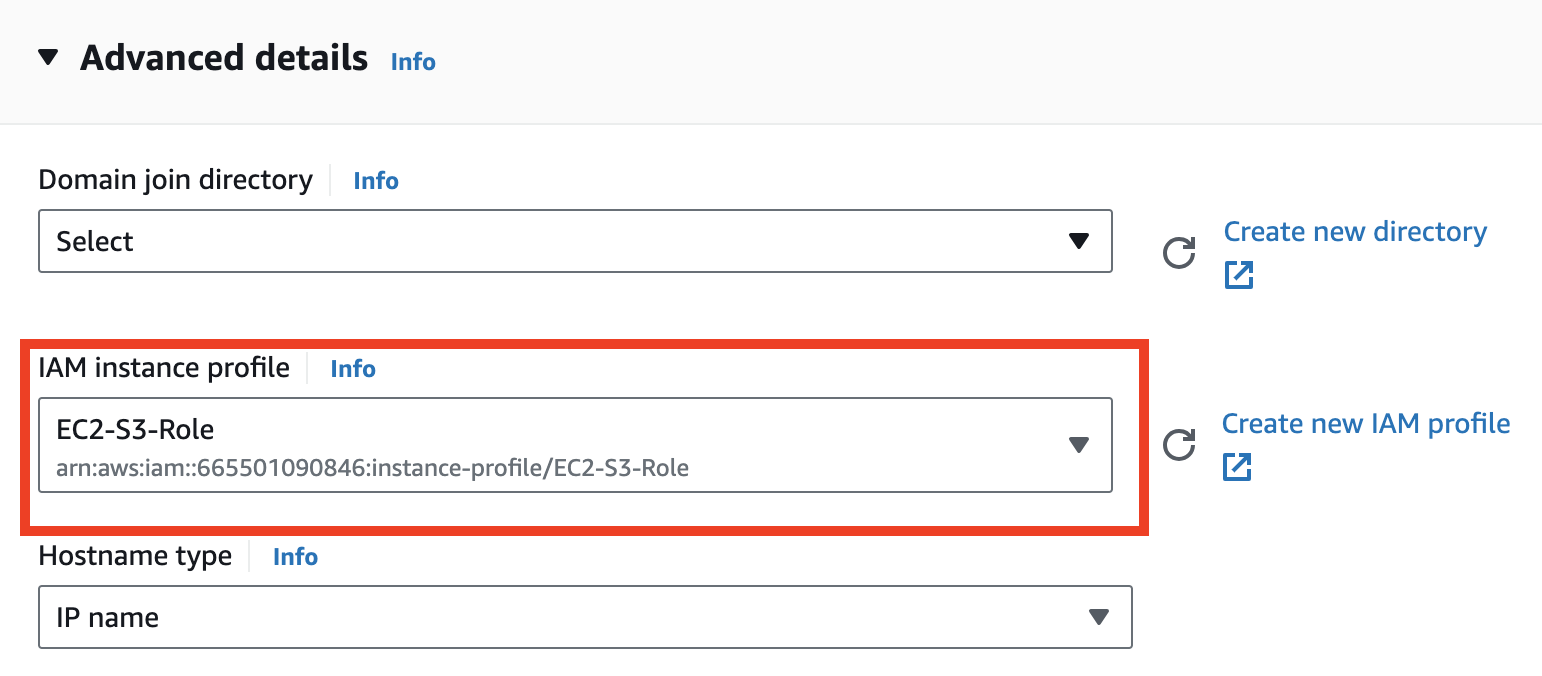 Advanced details Info
Domain join directory Info
Select
Create new directory
IAM instance profile Info
EC2-S3-Role
arn:aws:iam::665501090846:instance-profile/EC2-S3-Role
Create new IAM profile
Hostname type Info
IP name